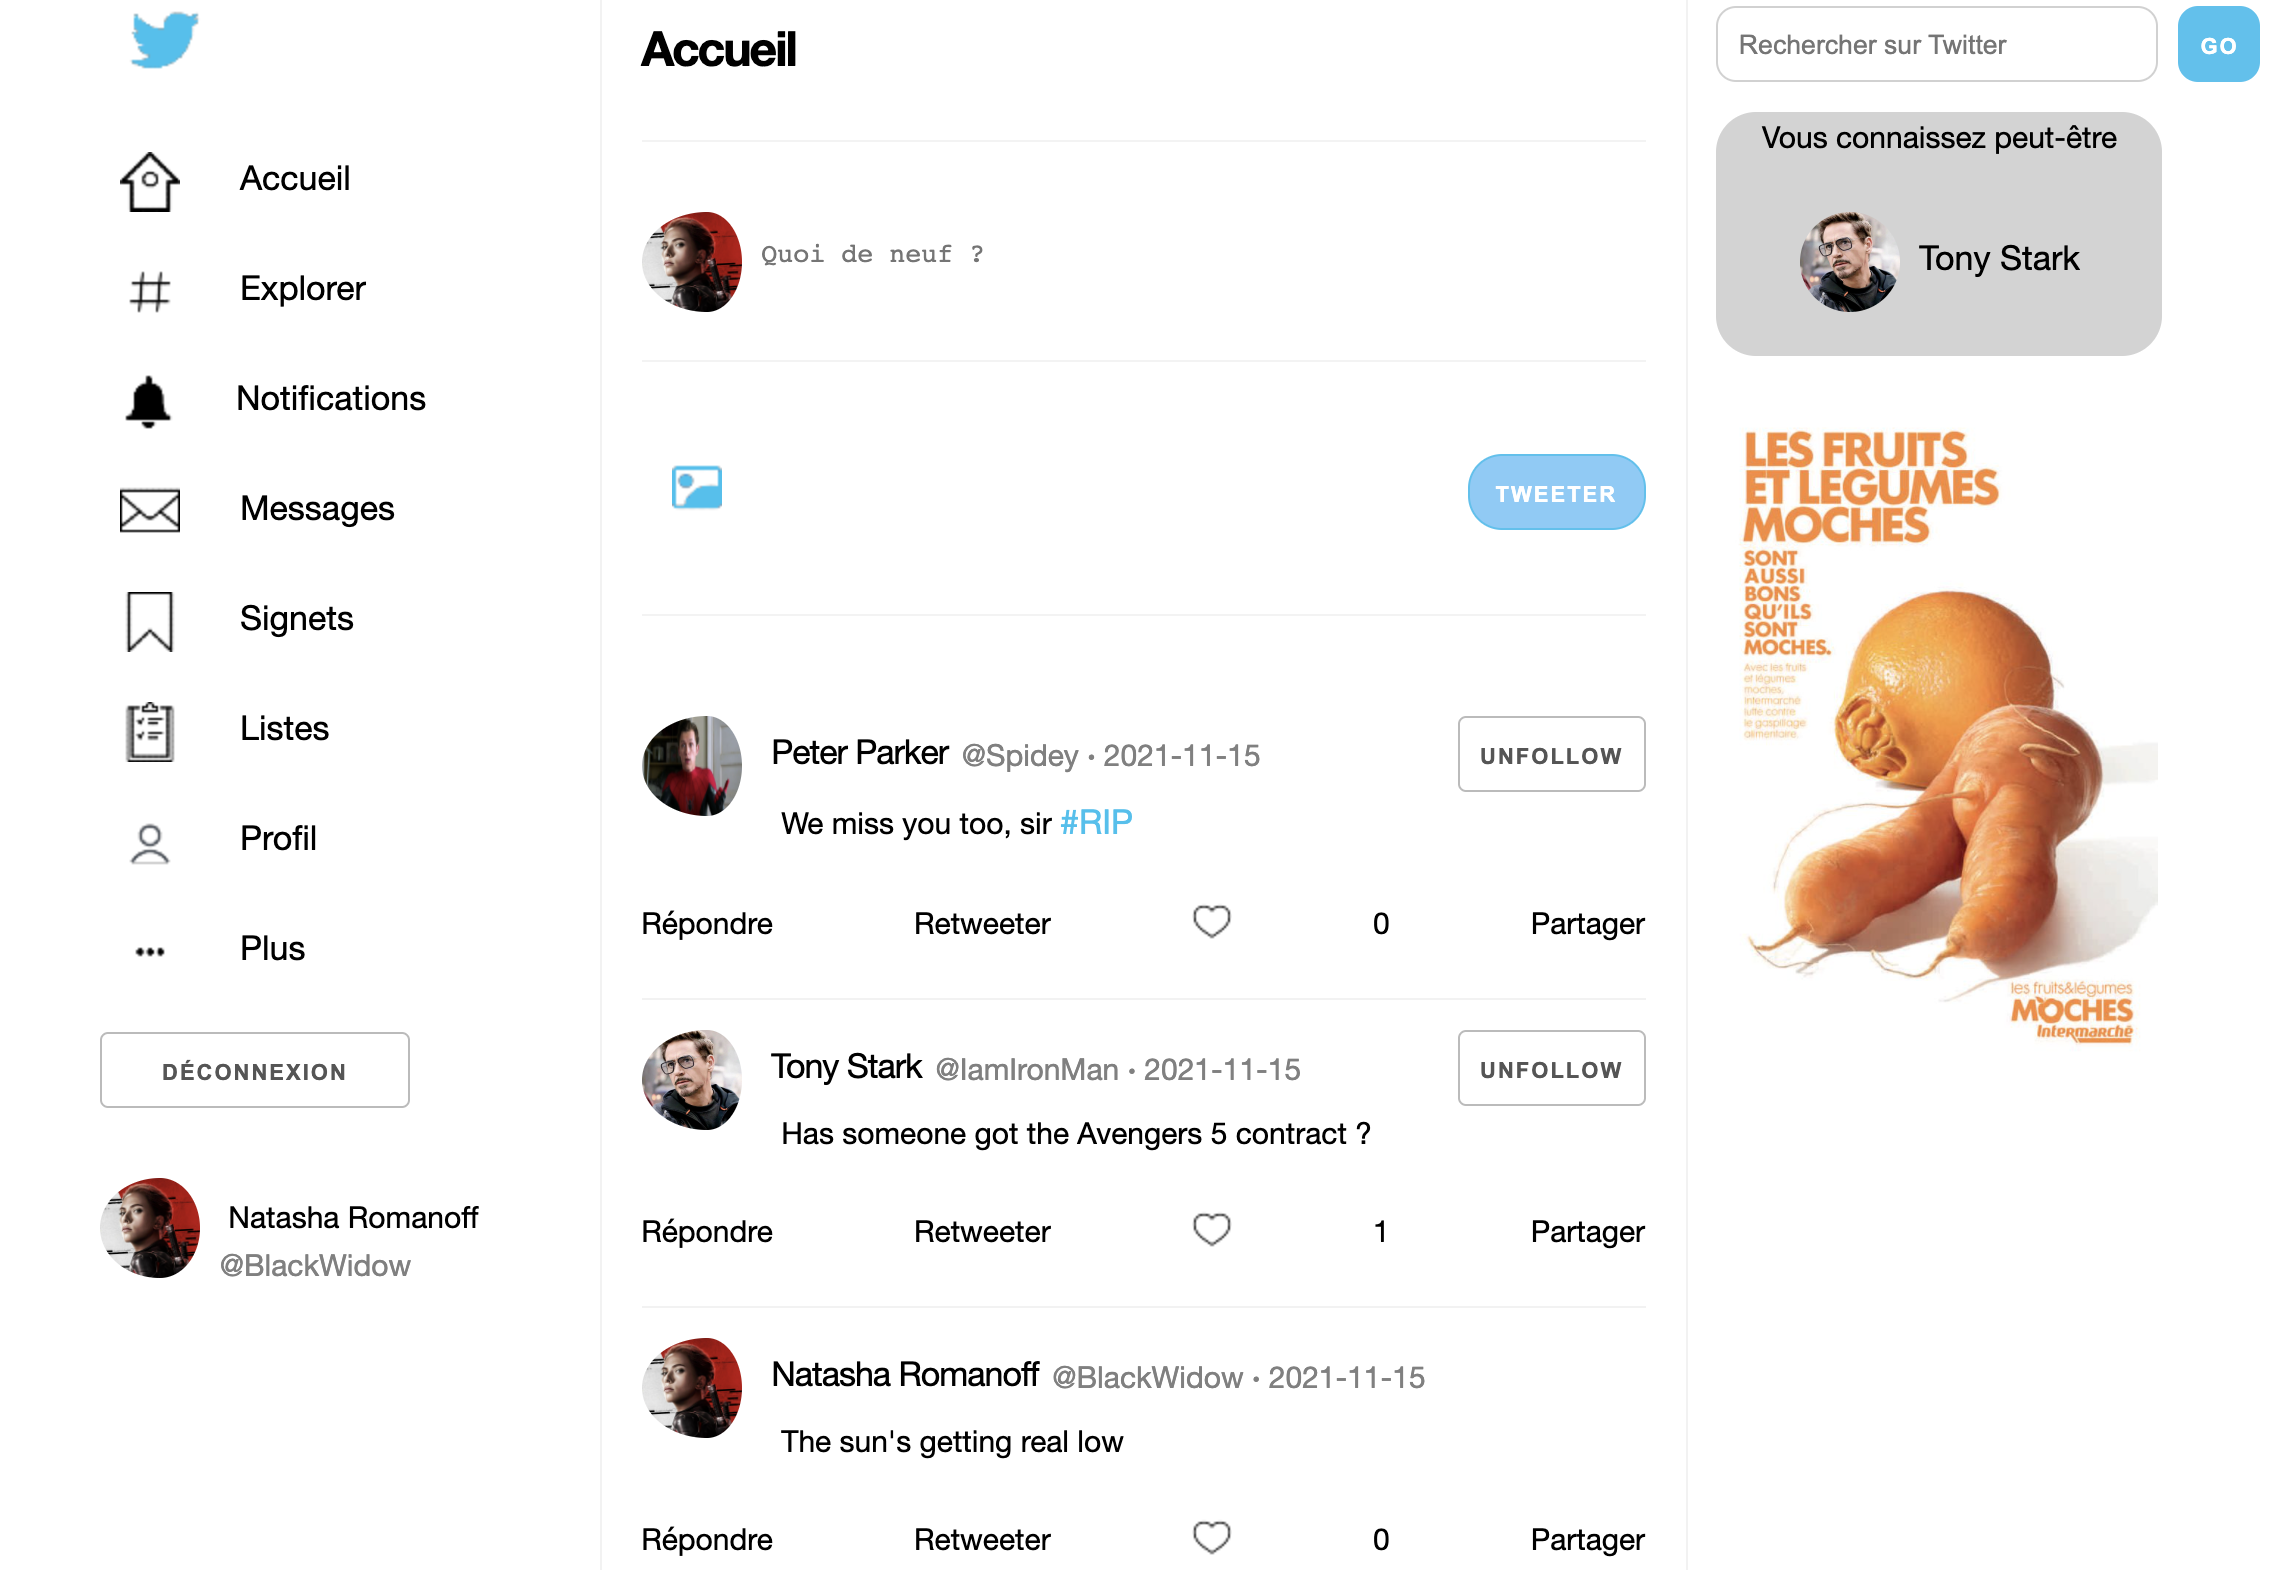 Accueil
Explorer
Notifications
Messages
Signets
Listes
Profil
Plus
DÉCONNEXION
Natasha Romanoff
@BlackWidow
Accueil
Quoi de neuf ?
TWEETER
Peter Parker @Spidey • 2021-11-15
UNFOLLOW
We miss you too, sir #RIP
Répondre Retweeter 0 Partager
Tony Stark @IamIronMan • 2021-11-15
UNFOLLOW
Has someone got the Avengers 5 contract ?
Répondre Retweeter 1 Partager
Natasha Romanoff @BlackWidow • 2021-11-15
The sun's getting real low
Répondre Retweeter 0 Partager
Rechercher sur Twitter
GO
Vous connaissez peut-être
Tony Stark
LES FRUITS
ET LEGUMES
MOCHES
SONT
AUSSI
BONS
QU'ILS
SONT
MOCHES.
Avec les fruits
et légumes
moches,
Intermarché
lutte contre
le gaspillage
alimentaire.
les fruits&légumes
MOCHES
Intermarché